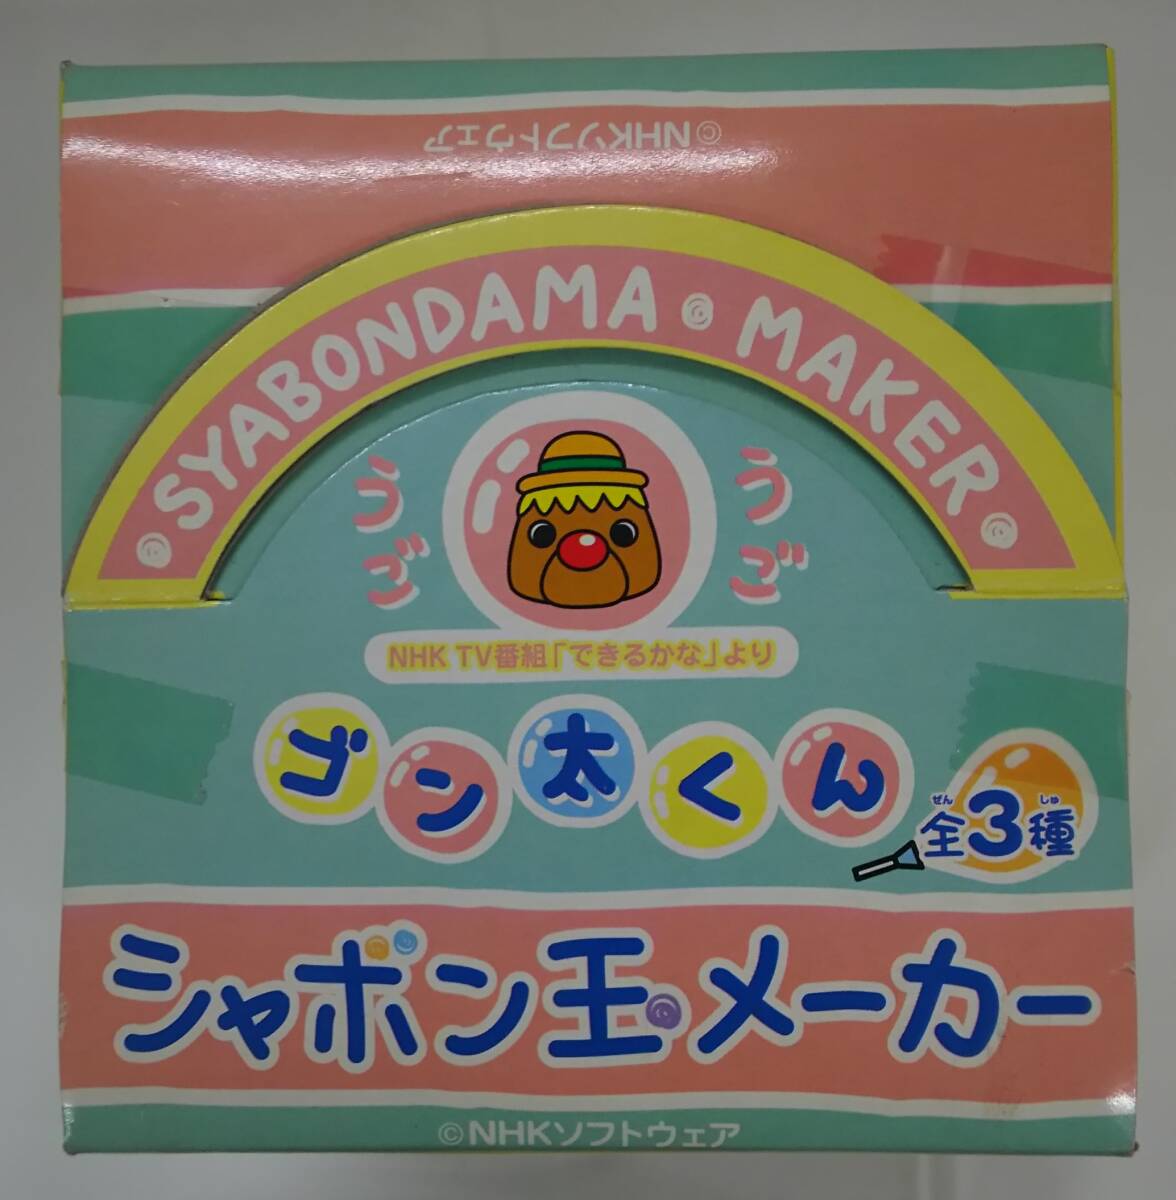 ©NHKソフトウェア
SYABONDAMA・MAKER
うご
うご
NHK TV番組「できるかな」より
ゴン太くん
ぜん しゅ
全3種
シャボン玉メーカー
©NHKソフトウェア